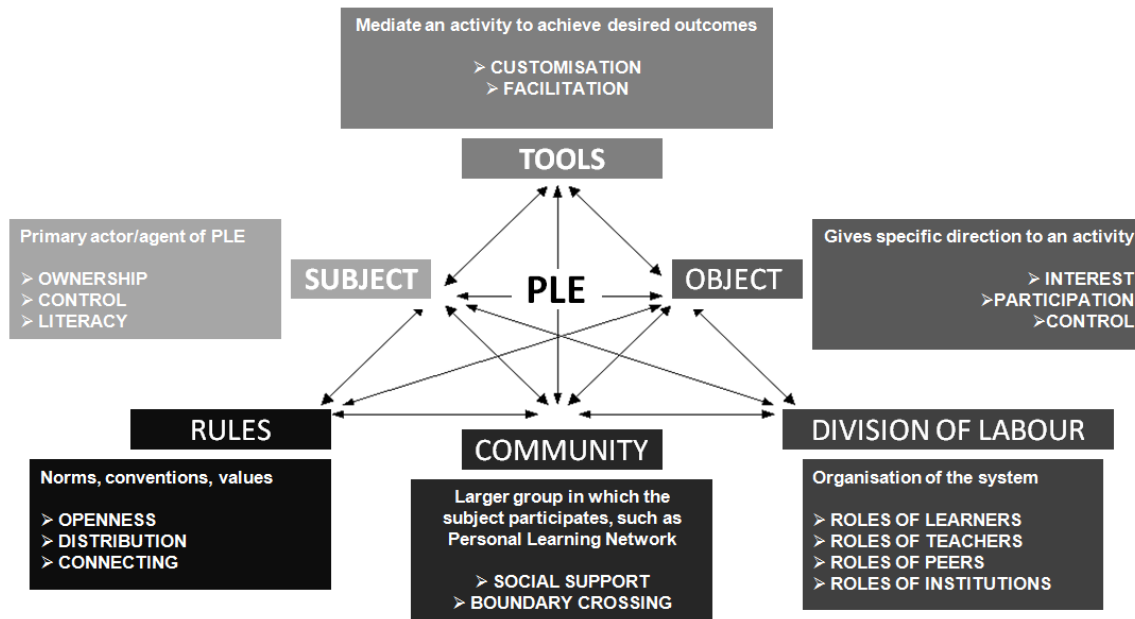 Mediate an activity to achieve desired outcomes
➢ CUSTOMISATION
➢ FACILITATION
TOOLS
Primary actor/agent of PLE
➢ OWNERSHIP
➢ CONTROL
➢ LITERACY
SUBJECT
PLE
OBJECT
Gives specific direction to an activity
➢ INTEREST
➢PARTICIPATION
➢CONTROL
RULES
Norms, conventions, values
➢ OPENNESS
➢ DISTRIBUTION
➢ CONNECTING
COMMUNITY
Larger group in which the
subject participates, such as
Personal Learning Network
➢ SOCIAL SUPPORT
➢ BOUNDARY CROSSING
DIVISION OF LABOUR
Organisation of the system
➢ ROLES OF LEARNERS
➢ ROLES OF TEACHERS
➢ ROLES OF PEERS
➢ ROLES OF INSTITUTIONS